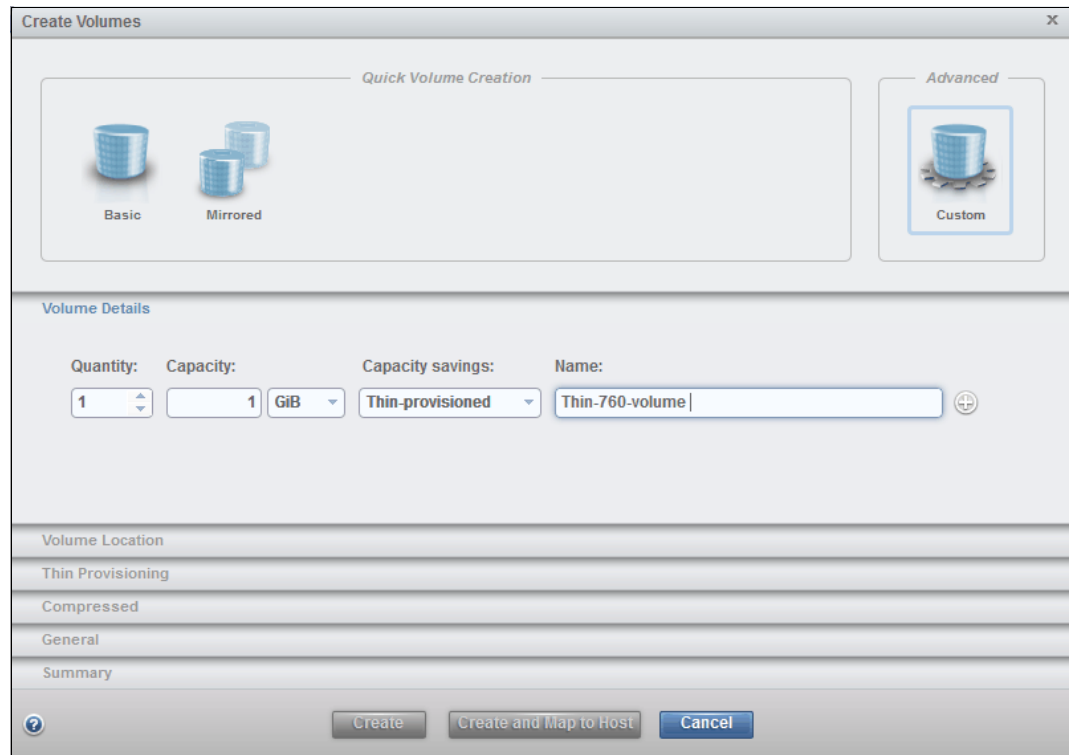 Create Volumes x
Quick Volume Creation
Advanced
Basic Mirrored
Custom
Volume Details
Quantity: Capacity: Capacity savings: Name:
1 1 GiB Thin-provisioned Thin-760-volume
Volume Location
Thin Provisioning
Compressed
General
Summary
? Create Create and Map to Host Cancel